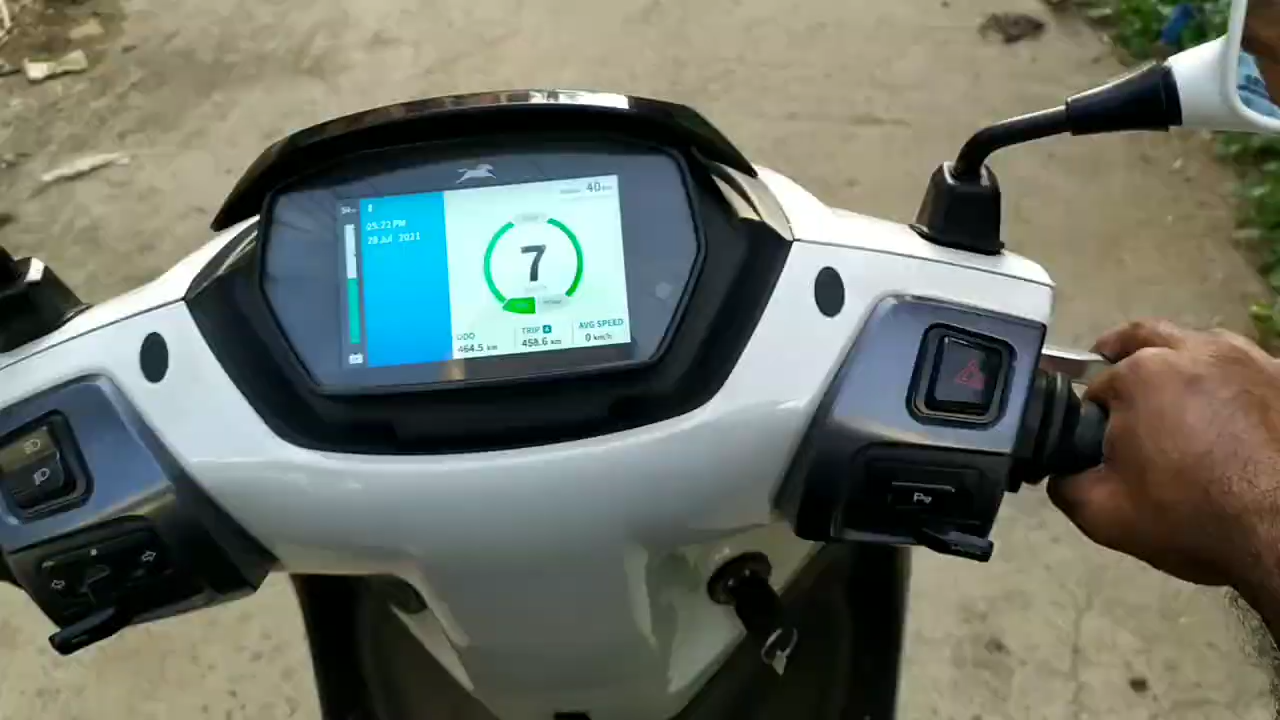 40 km
05:22 PM
28 Jul 2021
7
ODO
464.5 km
TRIP A
458.6 km
AVG SPEED
0 km/h
P